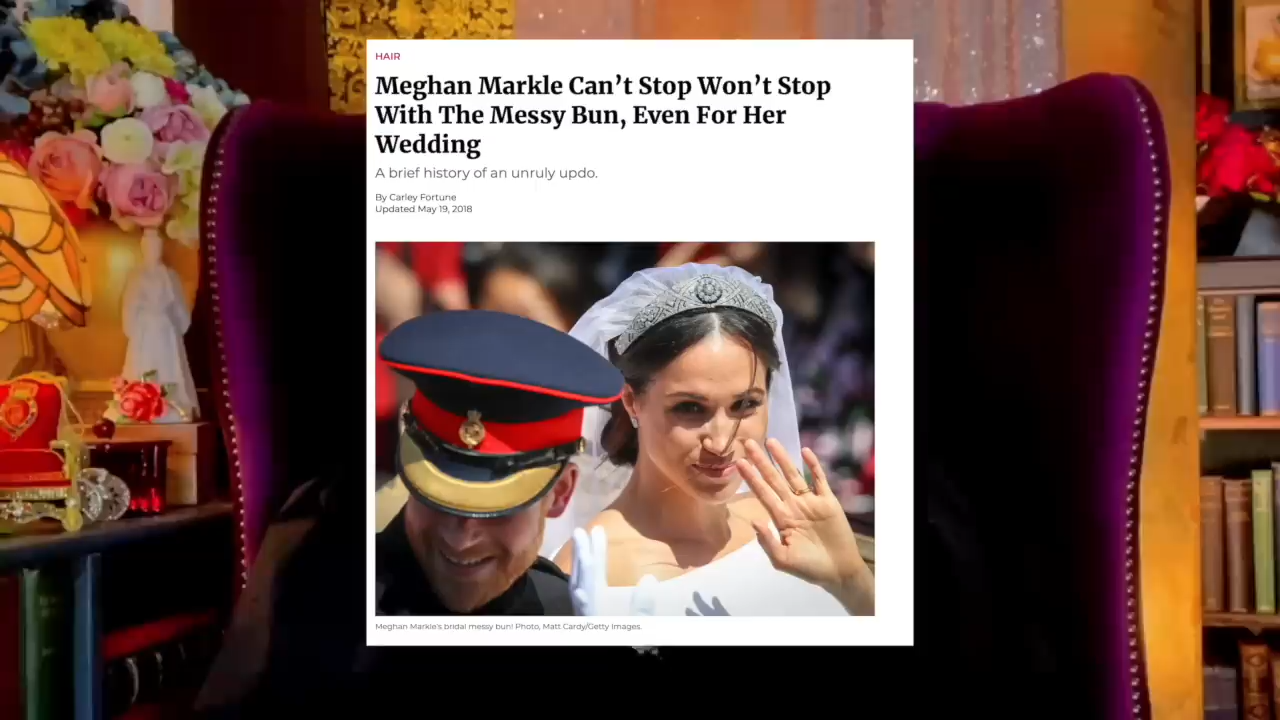 HAIR
Meghan Markle Can’t Stop Won’t Stop
With The Messy Bun, Even For Her
Wedding
A brief history of an unruly updo.
By Carley Fortune
Updated May 19, 2018
Meghan Markle's bridal messy bun! Photo, Matt Cardy/Getty Images.